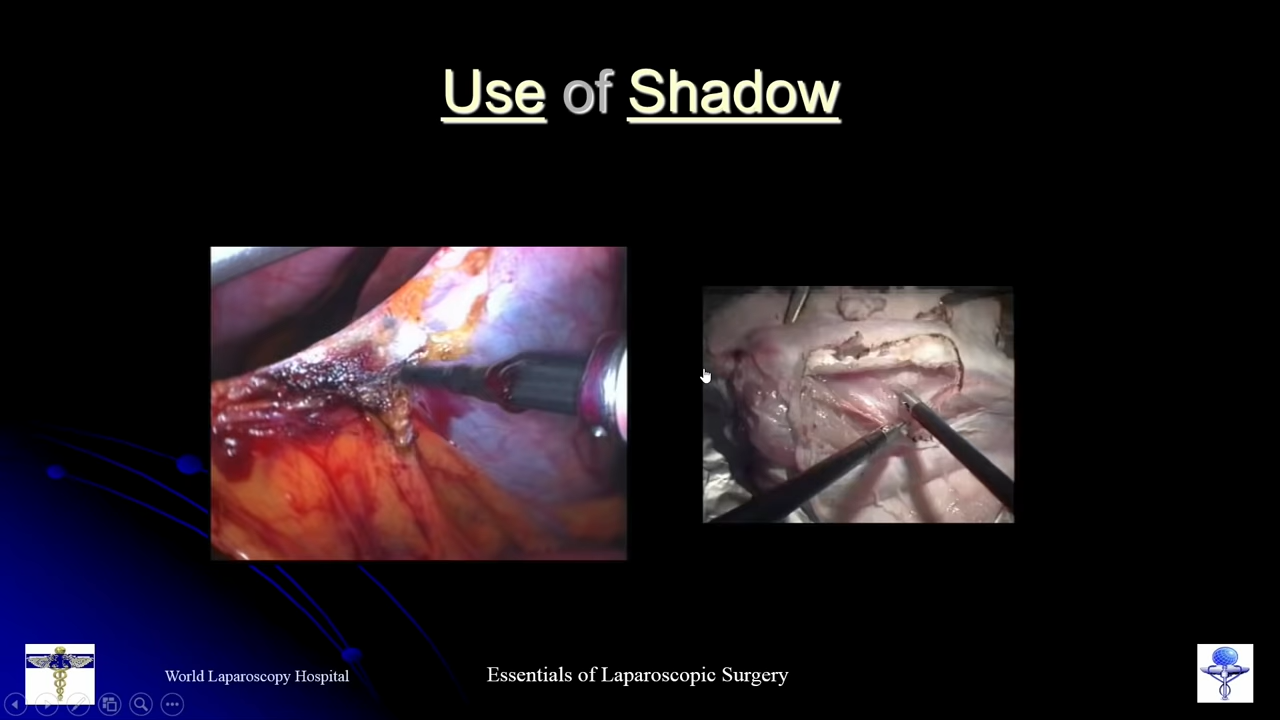 Use of Shadow
World Laparoscopy Hospital
Essentials of Laparoscopic Surgery